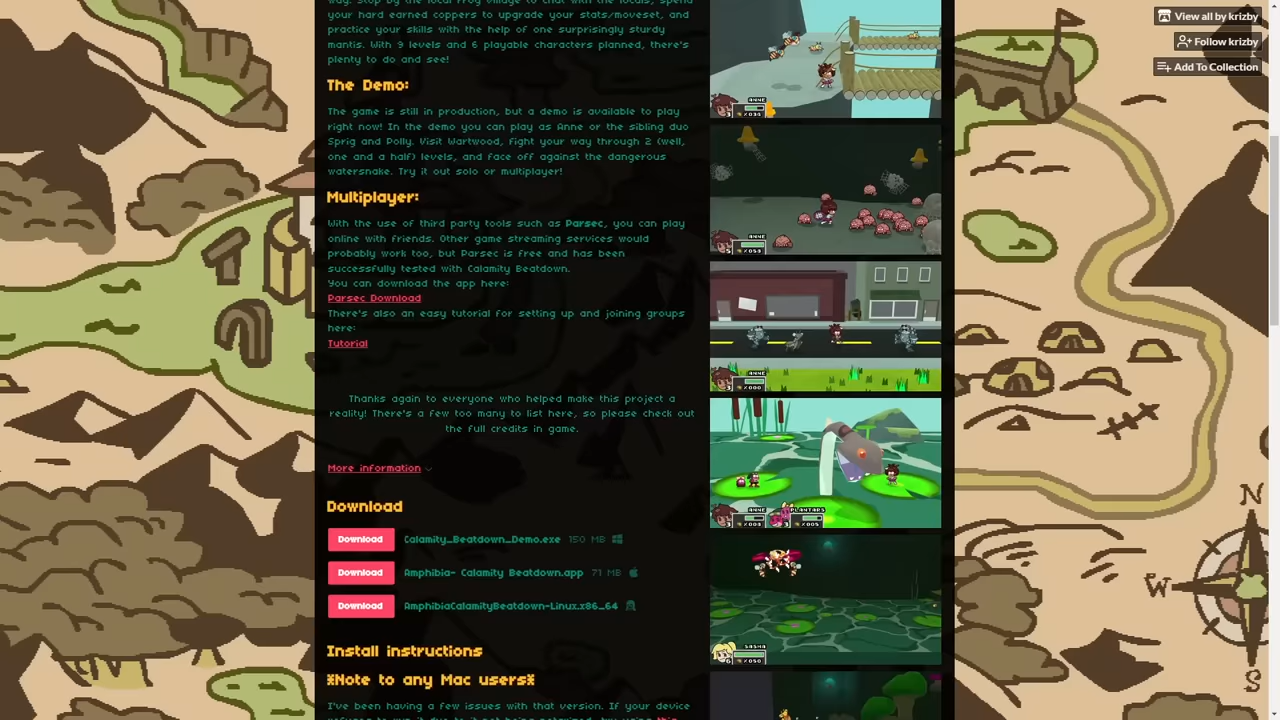 way. Stop by the local Frog Village to chat with the locals, spend
your hard earned coppers to upgrade your stats/moveset, and
practice your skills with the help of one surprisingly sturdy
mantis. With 9 levels and 6 playable characters planned, there's
plenty to do and see!
The Demo:
The game is still in production, but a demo is available to play
right now! In the demo you can play as Anne or the sibling duo
Sprig and Polly. Visit Wartwood, fight your way through 2 (well,
one and a half) levels, and face off against the dangerous
watersnake. Try it out solo or multiplayer!
Multiplayer:
With the use of third party tools such as Parsec, you can play
online with friends. Other game streaming services would
probably work too, but Parsec is free and has been
successfully tested with Calamity Beatdown.
You can download the app here:
Parsec Download
There's also an easy tutorial for setting up and joining groups
here:
Tutorial
Thanks again to everyone who helped make this project a
reality! There's a few too many to list here, so please check out
the full credits in game.
More information
Download
Download Calamity_Beatdown_Demo.exe 150 MB
Download Amphibia- Calamity Beatdown.app 71 MB
Download AmphibiaCalamityBeatdown-Linux.x86_64
Install instructions
※Note to any Mac users※
I've been having a few issues with that version. If your device
View all by krizby
Follow krizby
Add To Collection
ANNE
ANNE
ANNE
ANNE PLANTARS
SASHA
N
W
S